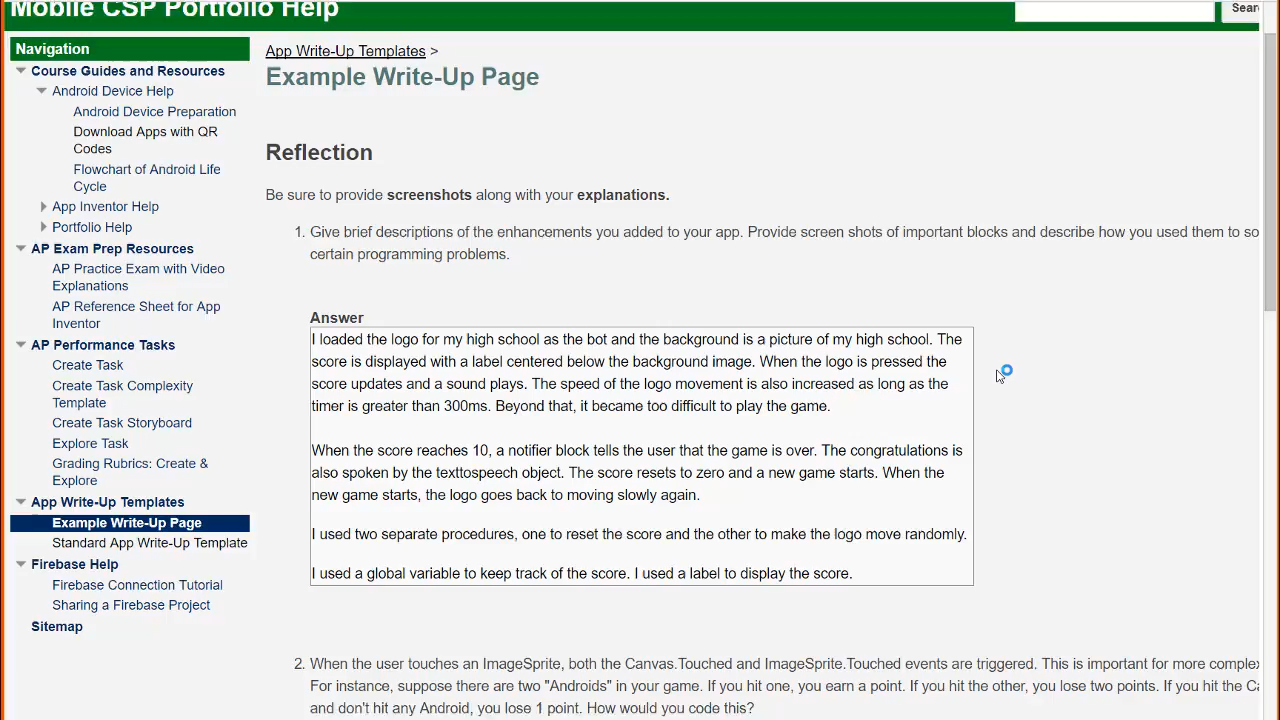 Mobile CSP Portfolio Help
Navigation
Course Guides and Resources
Android Device Help
Android Device Preparation
Download Apps with QR
Codes
Flowchart of Android Life
Cycle
App Inventor Help
Portfolio Help
AP Exam Prep Resources
AP Practice Exam with Video
Explanations
AP Reference Sheet for App
Inventor
AP Performance Tasks
Create Task
Create Task Complexity
Template
Create Task Storyboard
Explore Task
Grading Rubrics: Create &
Explore
App Write-Up Templates
Example Write-Up Page
Standard App Write-Up Template
Firebase Help
Firebase Connection Tutorial
Sharing a Firebase Project
Sitemap
Sear
App Write-Up Templates >
Example Write-Up Page
Reflection
Be sure to provide screenshots along with your explanations.
1. Give brief descriptions of the enhancements you added to your app. Provide screen shots of important blocks and describe how you used them to so
certain programming problems.
Answer
I loaded the logo for my high school as the bot and the background is a picture of my high school. The
score is displayed with a label centered below the background image. When the logo is pressed the
score updates and a sound plays. The speed of the logo movement is also increased as long as the
timer is greater than 300ms. Beyond that, it became too difficult to play the game.
When the score reaches 10, a notifier block tells the user that the game is over. The congratulations is
also spoken by the texttospeech object. The score resets to zero and a new game starts. When the
new game starts, the logo goes back to moving slowly again.
I used two separate procedures, one to reset the score and the other to make the logo move randomly.
I used a global variable to keep track of the score. I used a label to display the score.
2. When the user touches an ImageSprite, both the Canvas.Touched and ImageSprite.Touched events are triggered. This is important for more complex
For instance, suppose there are two "Androids" in your game. If you hit one, you earn a point. If you hit the other, you lose two points. If you hit the Ca
and don't hit any Android, you lose 1 point. How would you code this?